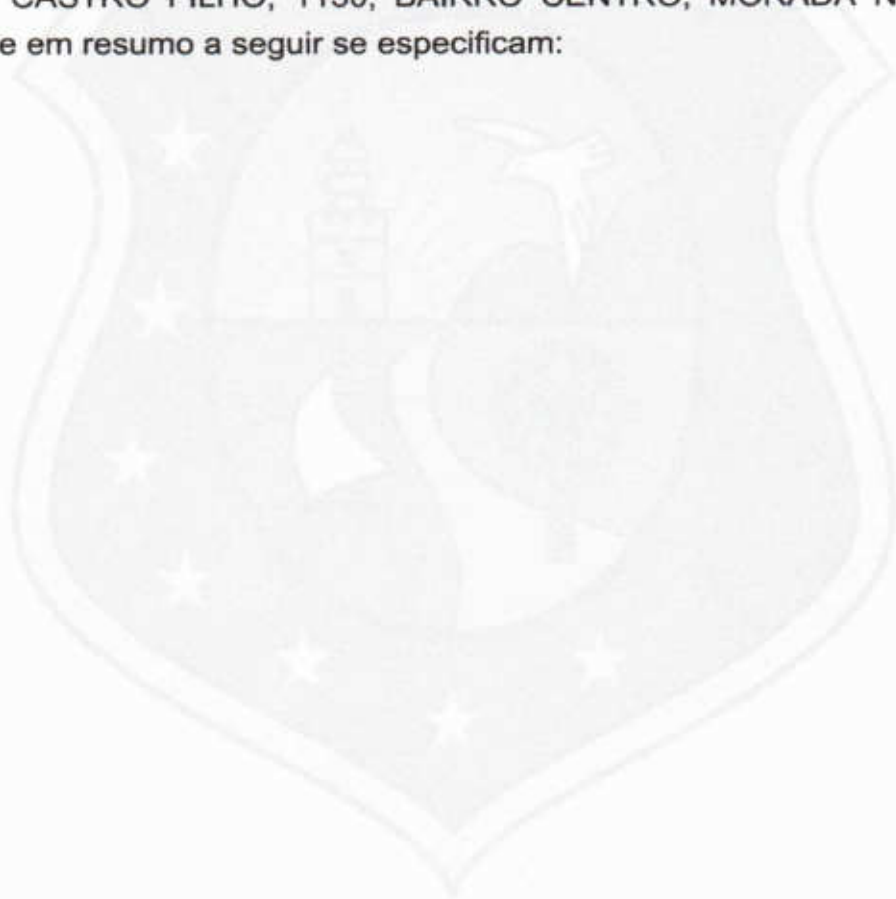 CASTRO FILHO, 1150, BAIRRO CENTRO, MORADA N
e em resumo a seguir se especificam: